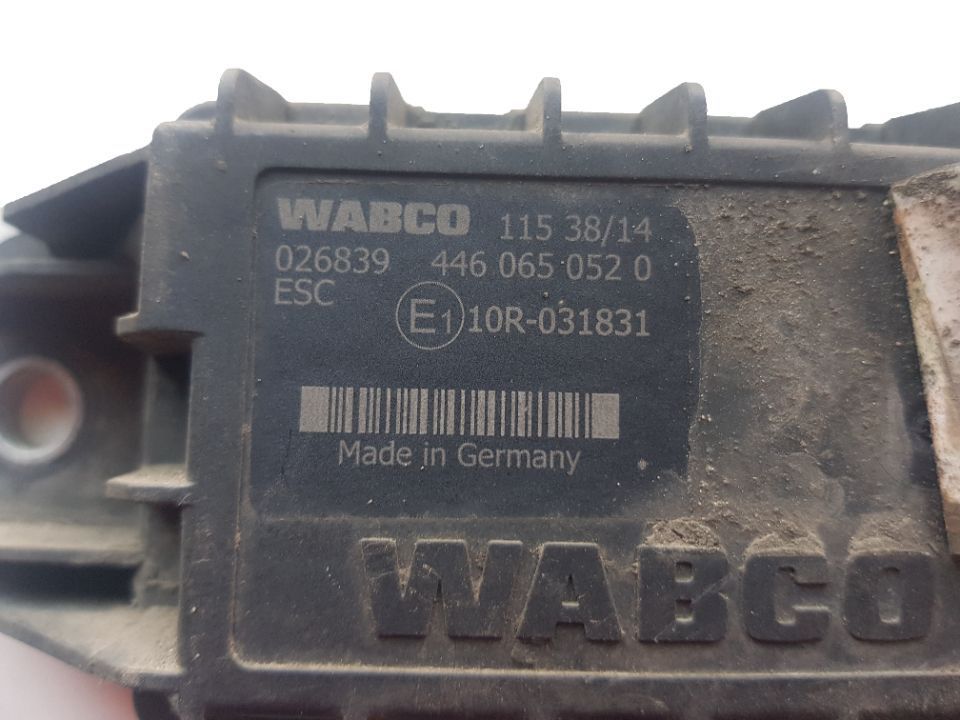 WABCO 115 38/14
026839 446 065 052 0
ESC
E1 10R-031831
Made in Germany
WABCO